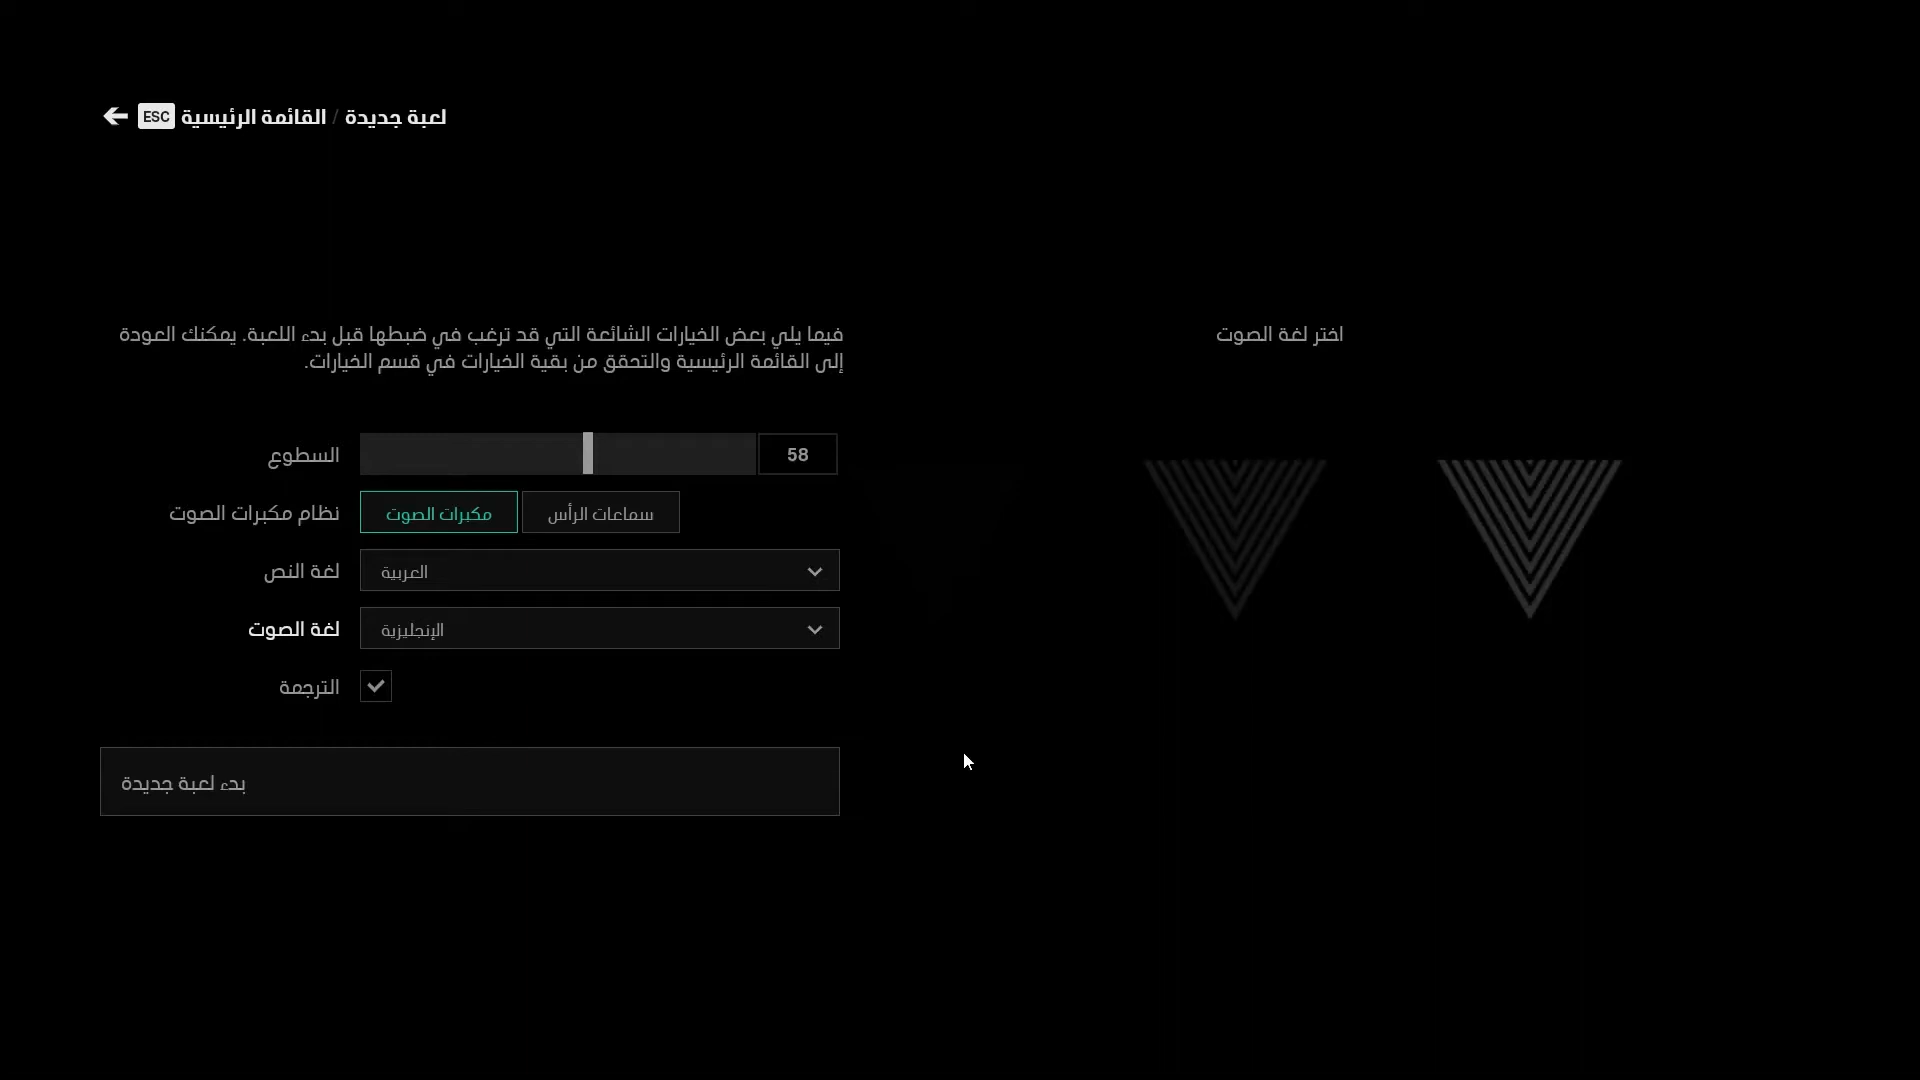 ESC القائمة الرئيسية / لعبة جديدة
فيما يلي بعض الخيارات الشائعة التي قد ترغب في ضبطها قبل بدء اللعبة. يمكنك العودة
إلى القائمة الرئيسية والتحقق من بقية الخيارات في قسم الخيارات.
اختر لغة الصوت
السطوع
58
نظام مكبرات الصوت
مكبرات الصوت
سماعات الرأس
لغة النص
العربية
لغة الصوت
الإنجليزية
الترجمة
بدء لعبة جديدة